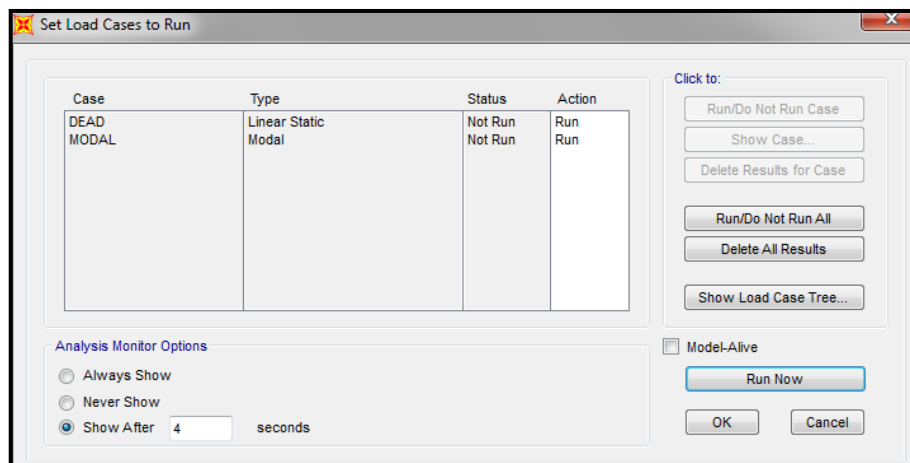 Set Load Cases to Run
Click to:
Case Type Status Action
DEAD Linear Static Not Run Run
MODAL Modal Not Run Run
Run/Do Not Run Case
Show Case...
Delete Results for Case
Run/Do Not Run All
Delete All Results
Show Load Case Tree...
Analysis Monitor Options
Always Show
Never Show
Show After 4 seconds
Model-Alive
Run Now
OK Cancel